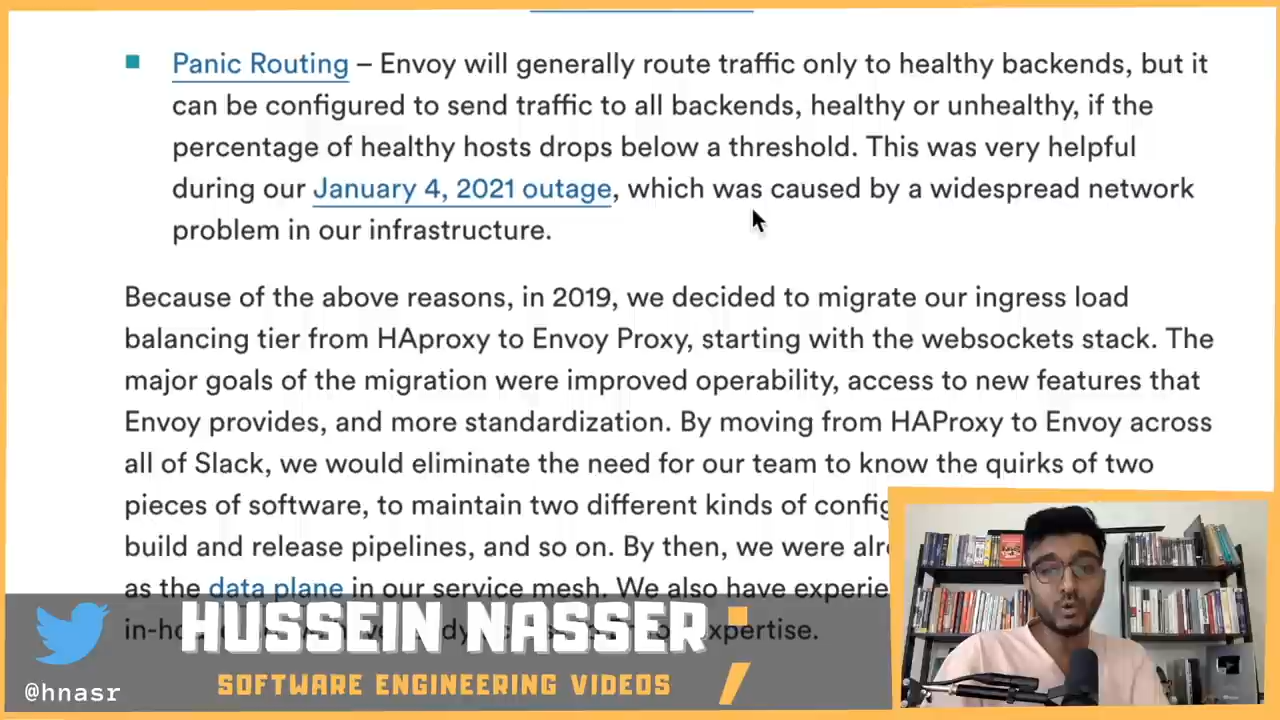 Panic Routing – Envoy will generally route traffic only to healthy backends, but it
can be configured to send traffic to all backends, healthy or unhealthy, if the
percentage of healthy hosts drops below a threshold. This was very helpful
during our January 4, 2021 outage, which was caused by a widespread network
problem in our infrastructure.
Because of the above reasons, in 2019, we decided to migrate our ingress load
balancing tier from HAproxy to Envoy Proxy, starting with the websockets stack. The
major goals of the migration were improved operability, access to new features that
Envoy provides, and more standardization. By moving from HAProxy to Envoy across
all of Slack, we would eliminate the need for our team to know the quirks of two
pieces of software, to maintain two different kinds of
build and release pipelines, and so on. By then, we were
as the data plane in our service mesh. We also have
HUSSEIN NASSER
SOFTWARE ENGINEERING VIDEOS
@hnasr